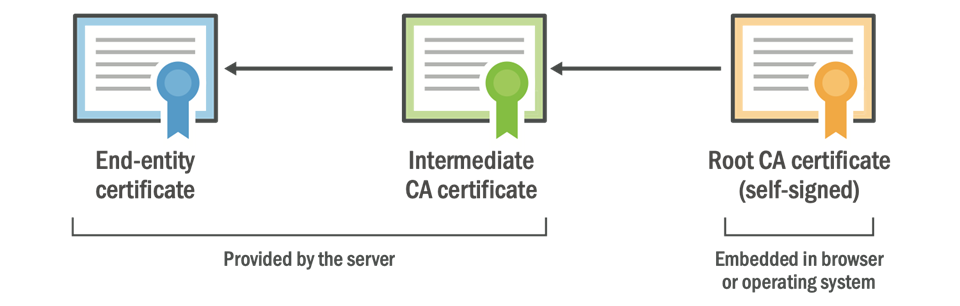 End-entity
certificate
Intermediate
CA certificate
Root CA certificate
(self-signed)
Provided by the server
Embedded in browser
or operating system